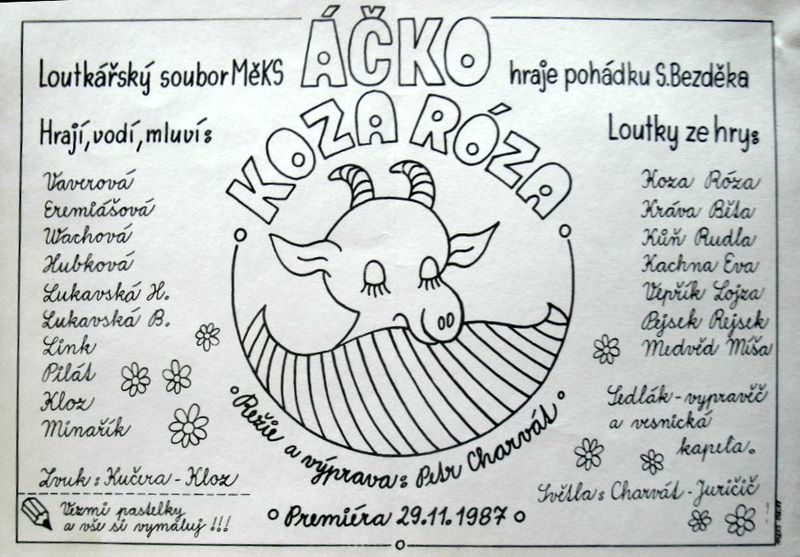 ÁČKO
Loutkářský soubor MěKS
hraje pohádku S.Bezděka
KOZA RÓZA
Hrají, vodí, mluví:
Vaverová
Eremiášová
Wachová
Hubková
Lukavská H.
Lukavská B.
Link
Pilát
Kloz
Minařík
Zvuk: Kučera - Kloz
Vezmi pastelky
a vše si vymaluj !!!
Loutky ze hry:
Koza Róza
Kráva Běta
Kůň Rudla
Kachna Eva
Vepřík Lojza
Pejsek Rejsek
Medvěd Míša
Sedlák - vypravěč
a vesnická
kapela.
Světla: Charvát - Juričič
Režie a výprava: Petr Charvát
Premiéra 29.11.1987